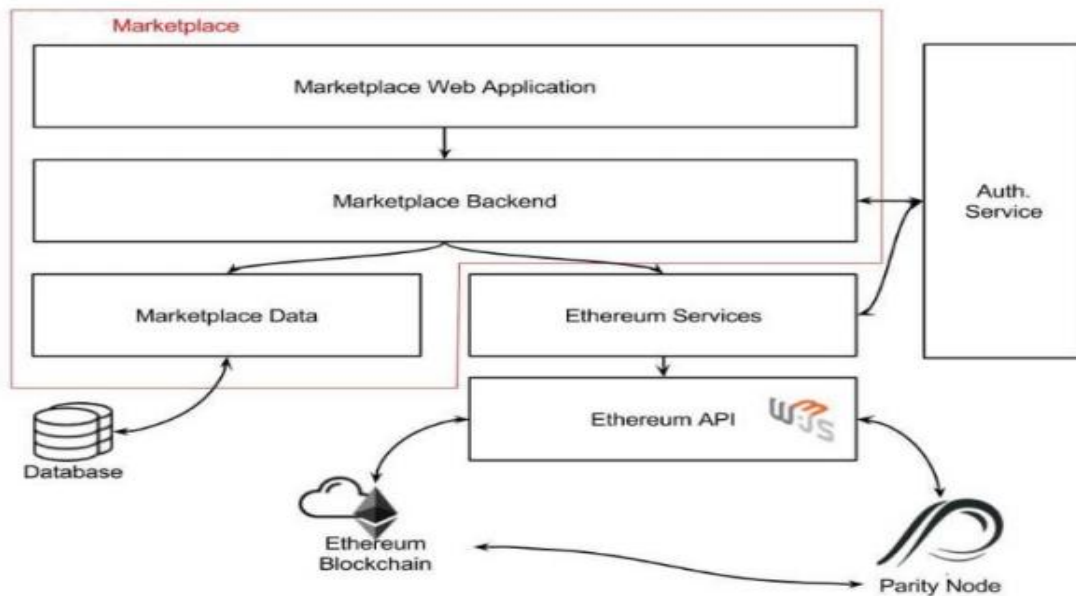 Marketplace
Marketplace Web Application
Marketplace Backend
Auth.
Service
Marketplace Data
Ethereum Services
Ethereum API
Database
Ethereum
Blockchain
Parity Node